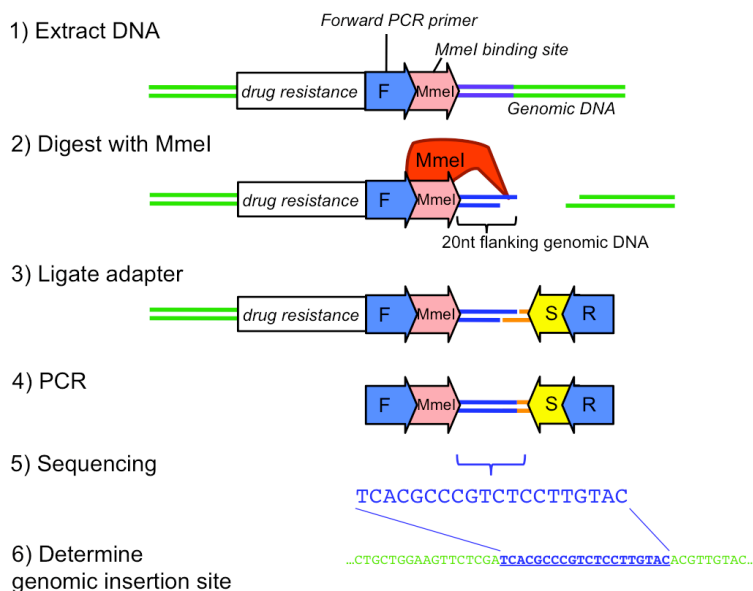 Forward PCR primer
1) Extract DNA
MmeI binding site
drug resistance
F
MmeI
Genomic DNA
2) Digest with MmeI
MmeI
drug resistance
F
MmeI
20nt flanking genomic DNA
3) Ligate adapter
drug resistance
F
MmeI
S
R
4) PCR
F
MmeI
S
R
5) Sequencing
TCACGCCCGTCTCCTTGTAC
6) Determine
genomic insertion site
...CTGCTGGAAGTTCTCGATCACGCCCGTCTCCTTGTACACGTTGTAC...